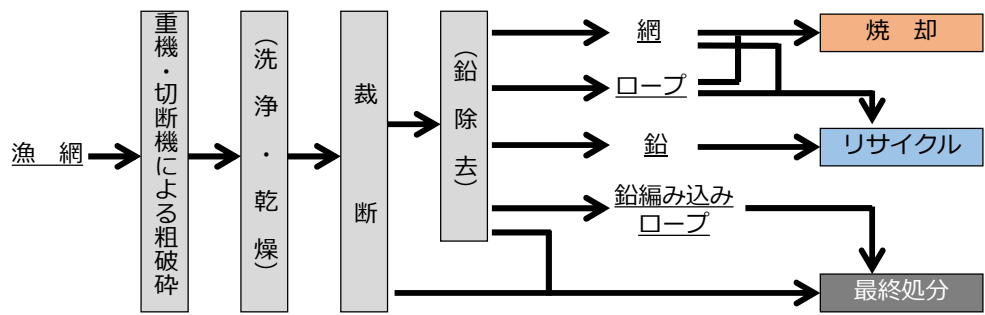 漁　網
重機・切断機による粗破砕
（洗　浄　・　乾　燥）
裁　断
（鉛　除　去）
網
ロープ
鉛
鉛編み込み
ロープ
焼　却
リサイクル
最終処分